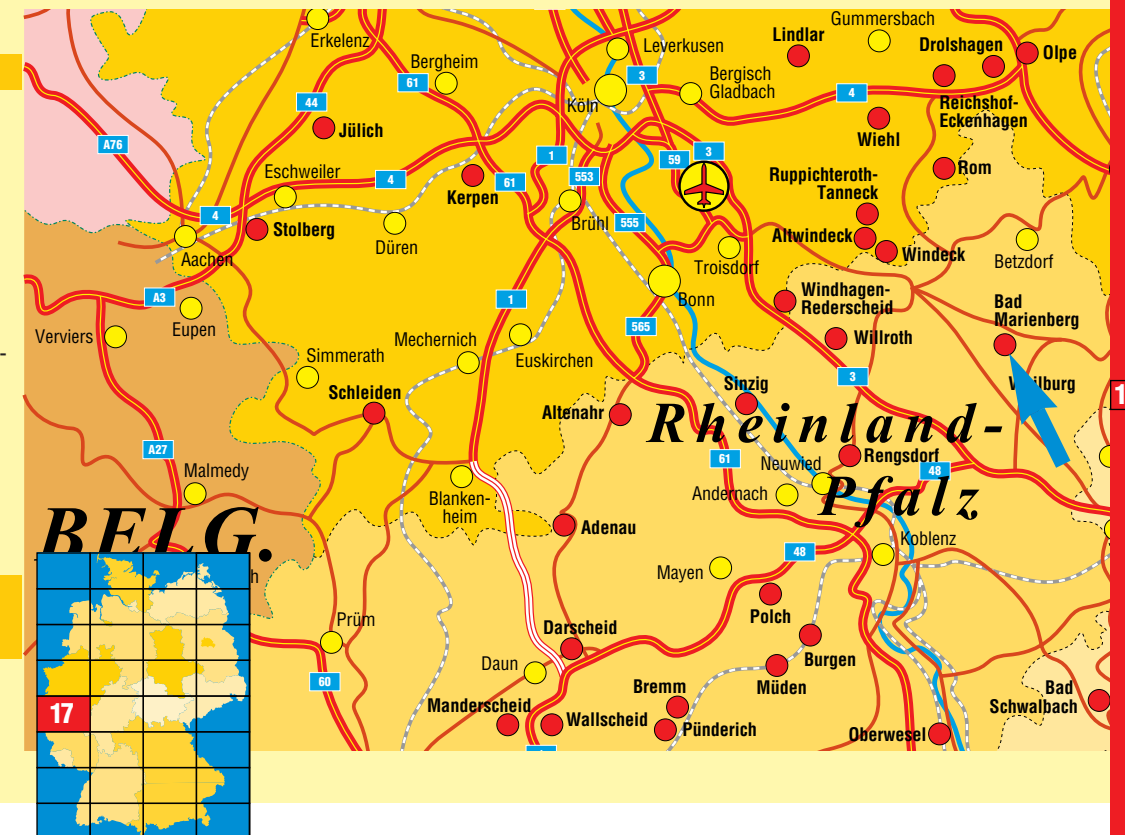 Gummersbach
Lindlar
Drolshagen
Olpe
Erkelenz
Leverkusen
Bergheim
Bergisch
Gladbach
61
3
44
4
Köln
Reichshof-
Eckenhagen
Jülich
Wiehl
A76
1
59
3
Eschweiler
4
61
553
Rom
Kerpen
Ruppichteroth-
Tanneck
4
555
Brühl
Stolberg
Düren
Altwindeck
Windeck
Aachen
Troisdorf
Betzdorf
A3
1
Bonn
Windhagen-
Rederscheid
Bad
Marienberg
Eupen
Verviers
565
Mechernich
Willroth
Simmerath
Euskirchen
3
Schleiden
Sinzig
Altenahr
Rheinland-
Pfalz
A27
61
Neuwied
Rengsdorf
48
Malmedy
Andernach
Blanken-
heim
BELG.
Adenau
Koblenz
48
Mayen
h
Polch
Prüm
Darscheid
Burgen
Daun
Müden
60
Bremm
Bad
Schwalbach
17
Manderscheid
Wallscheid
Pünderich
Oberwesel